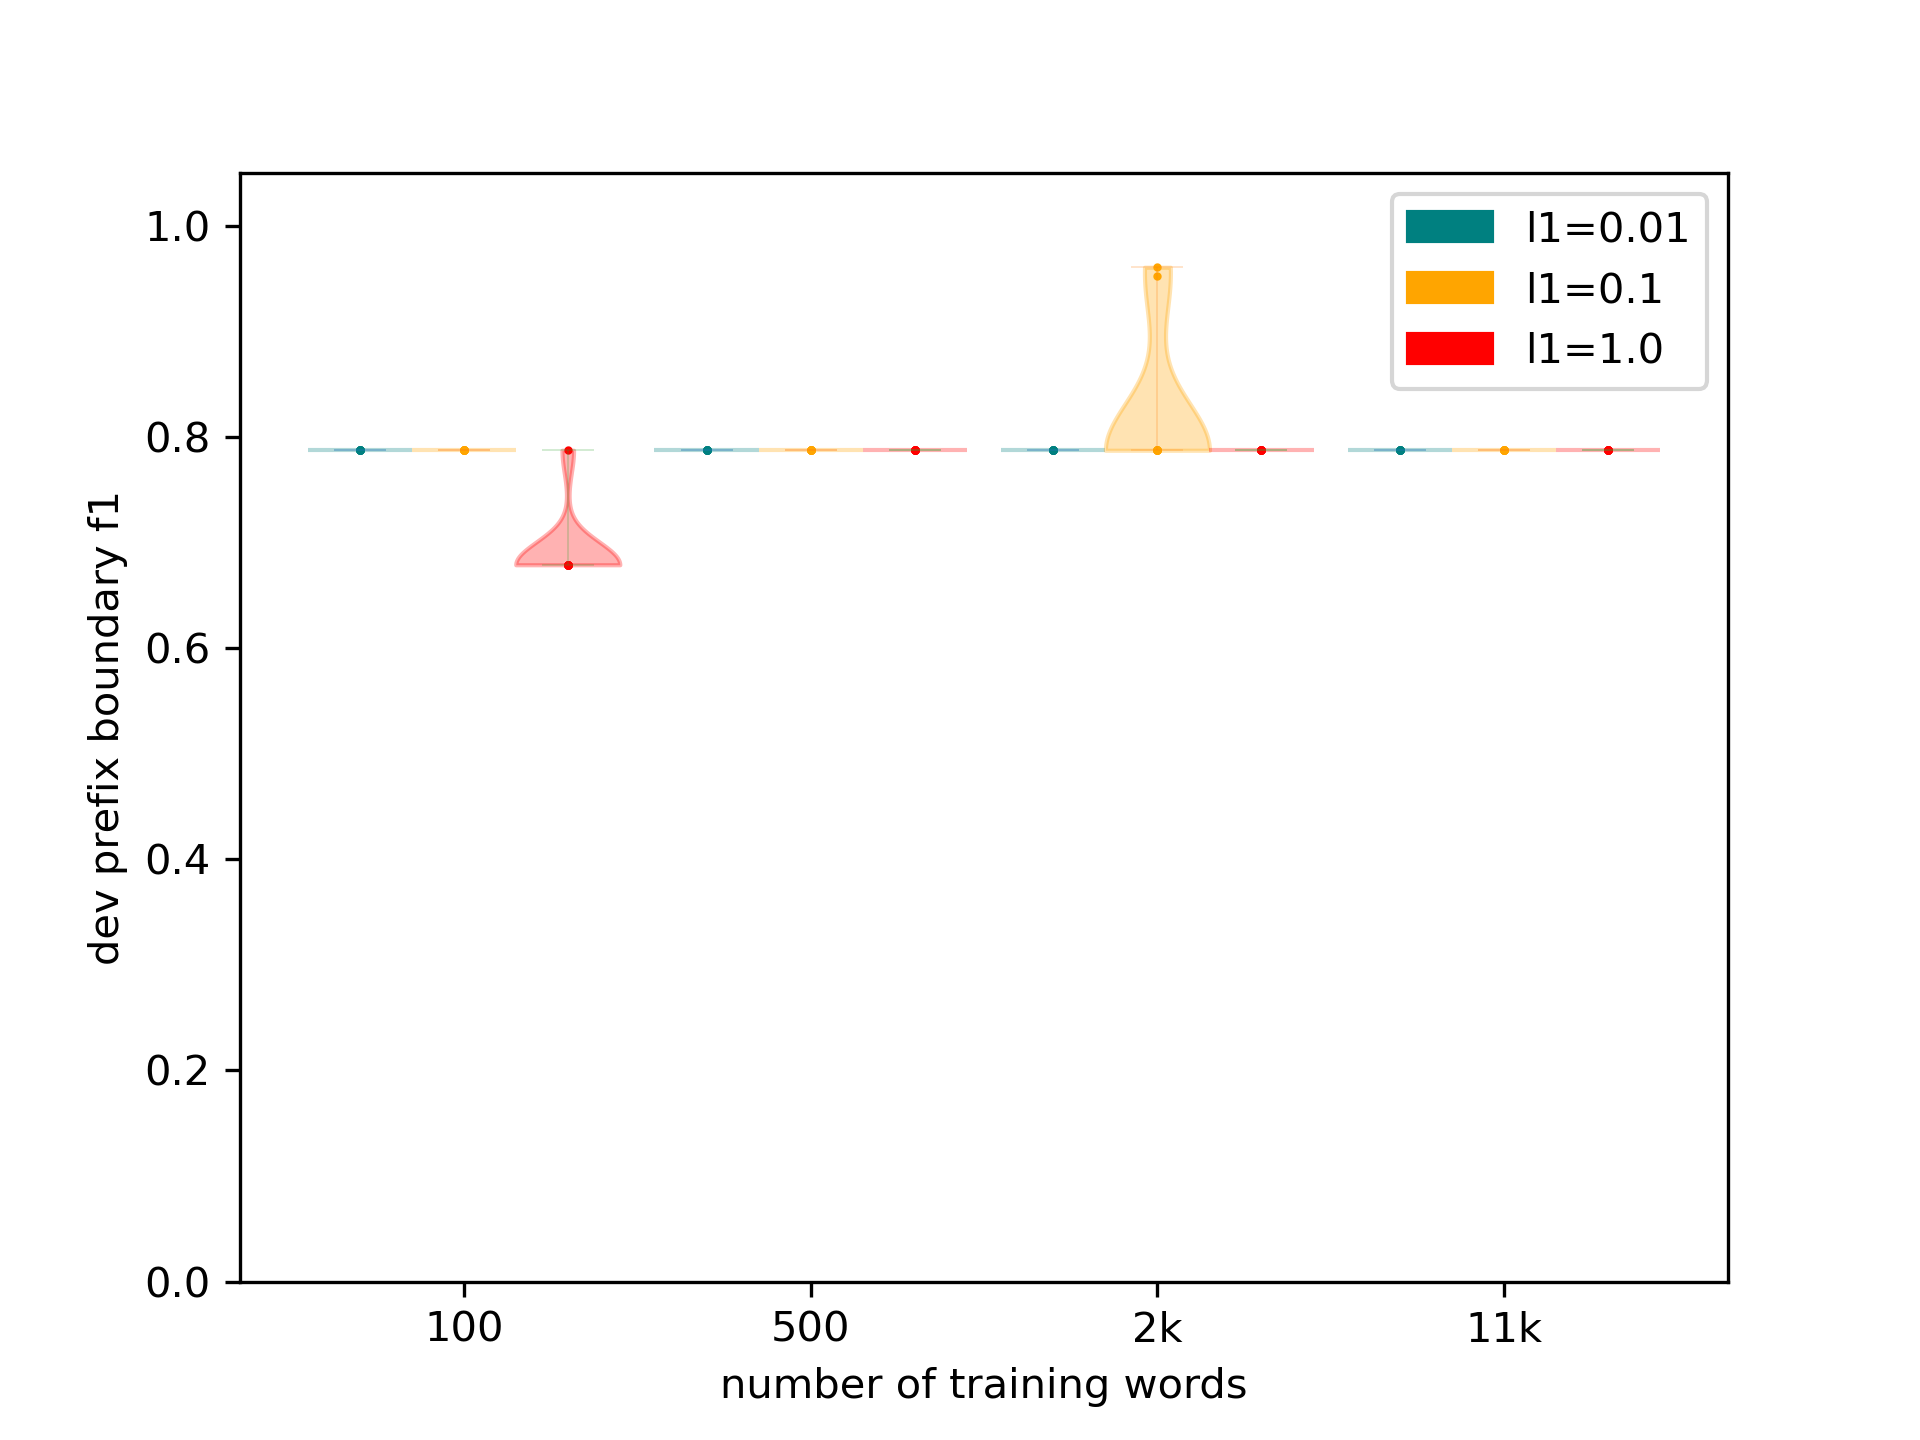 l1=0.01
l1=0.1
l1=1.0
1.0
0.8
0.6
0.4
0.2
0.0
dev prefix boundary f1
100 500 2k 11k
number of training words